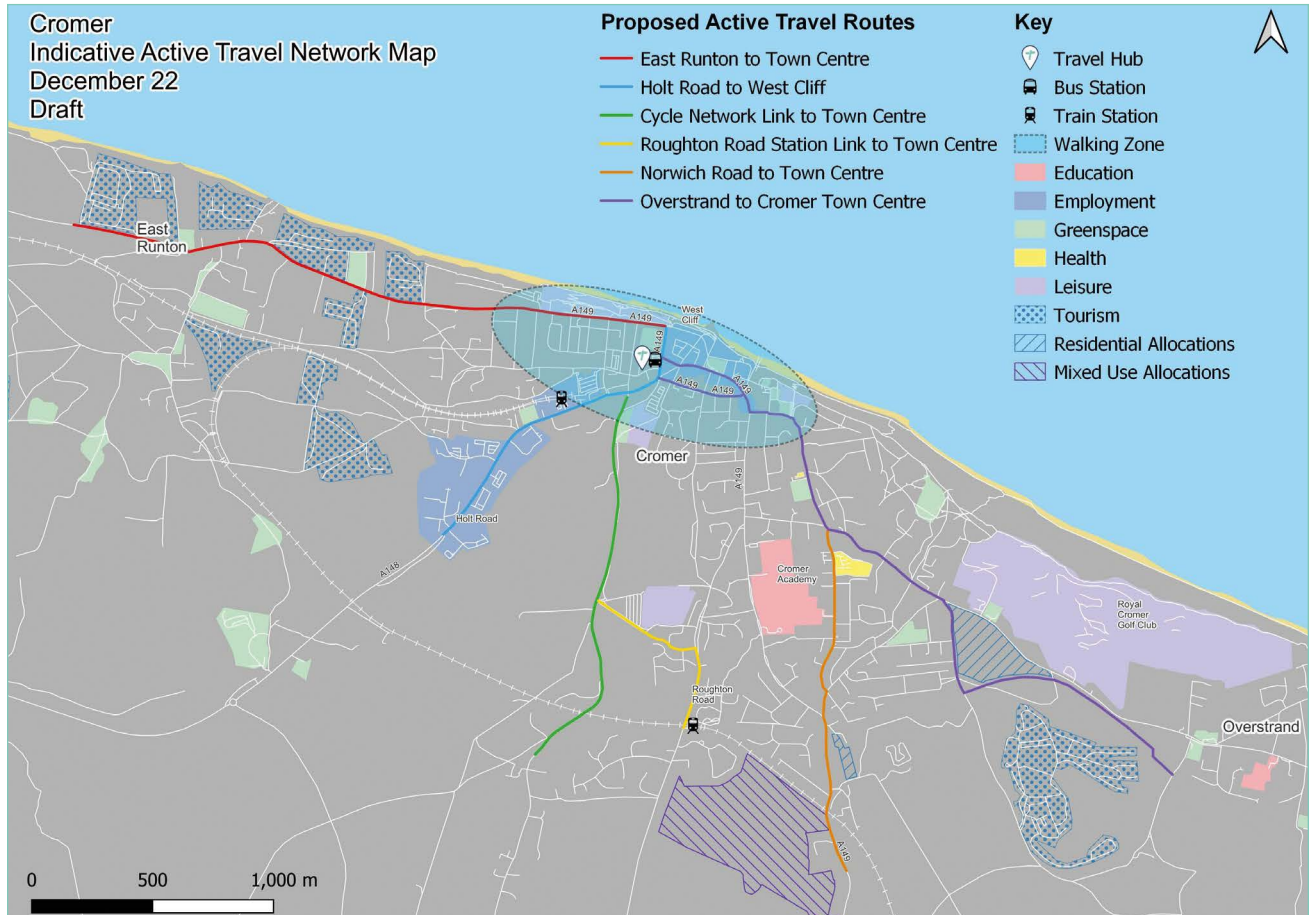 Cromer
Indicative Active Travel Network Map
December 22
Draft
Proposed Active Travel Routes
East Runton to Town Centre
Holt Road to West Cliff
Cycle Network Link to Town Centre
Roughton Road Station Link to Town Centre
Norwich Road to Town Centre
Overstrand to Cromer Town Centre
Key
Travel Hub
Bus Station
Train Station
Walking Zone
Education
Employment
Greenspace
Health
Leisure
Tourism
Residential Allocations
Mixed Use Allocations
East
Runton
A149
A149
West
Cliff
A149
A149
A149
A149
Cromer
A149
Holt Road
A148
Cromer
Academy
Royal
Cromer
Golf Club
Roughton
Road
Overstrand
A149
0
500
1,000 m